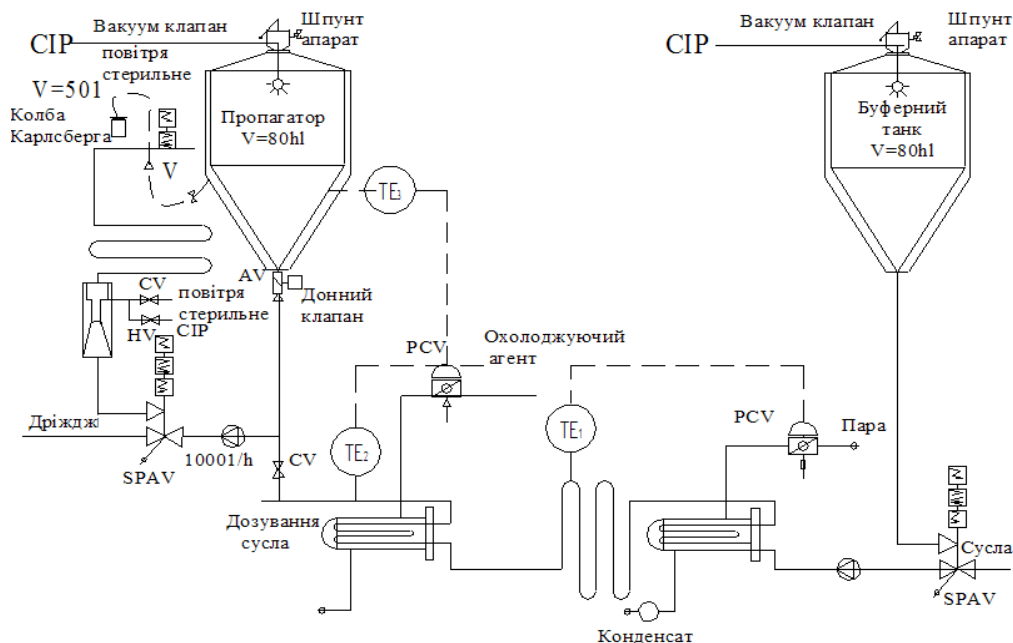 Вакуум клапан
Шпунт
апарат
CIP
повітря
стерильне
V=501
Колба
Карлсберга
V
Пропагатор
V=80hl
TE3
AV
Донний
клапан
CV
повітря
стерильне
HV
CIP
Дріждж
SPAV
10001/h
CV
TE2
PCV
Охолоджуючий
агент
Дозування
сусла
TE1
PCV
Пара
Конденсат
Вакуум клапан
Шпунт
апарат
CIP
Буферний
танк
V=80hl
Сусла
SPAV